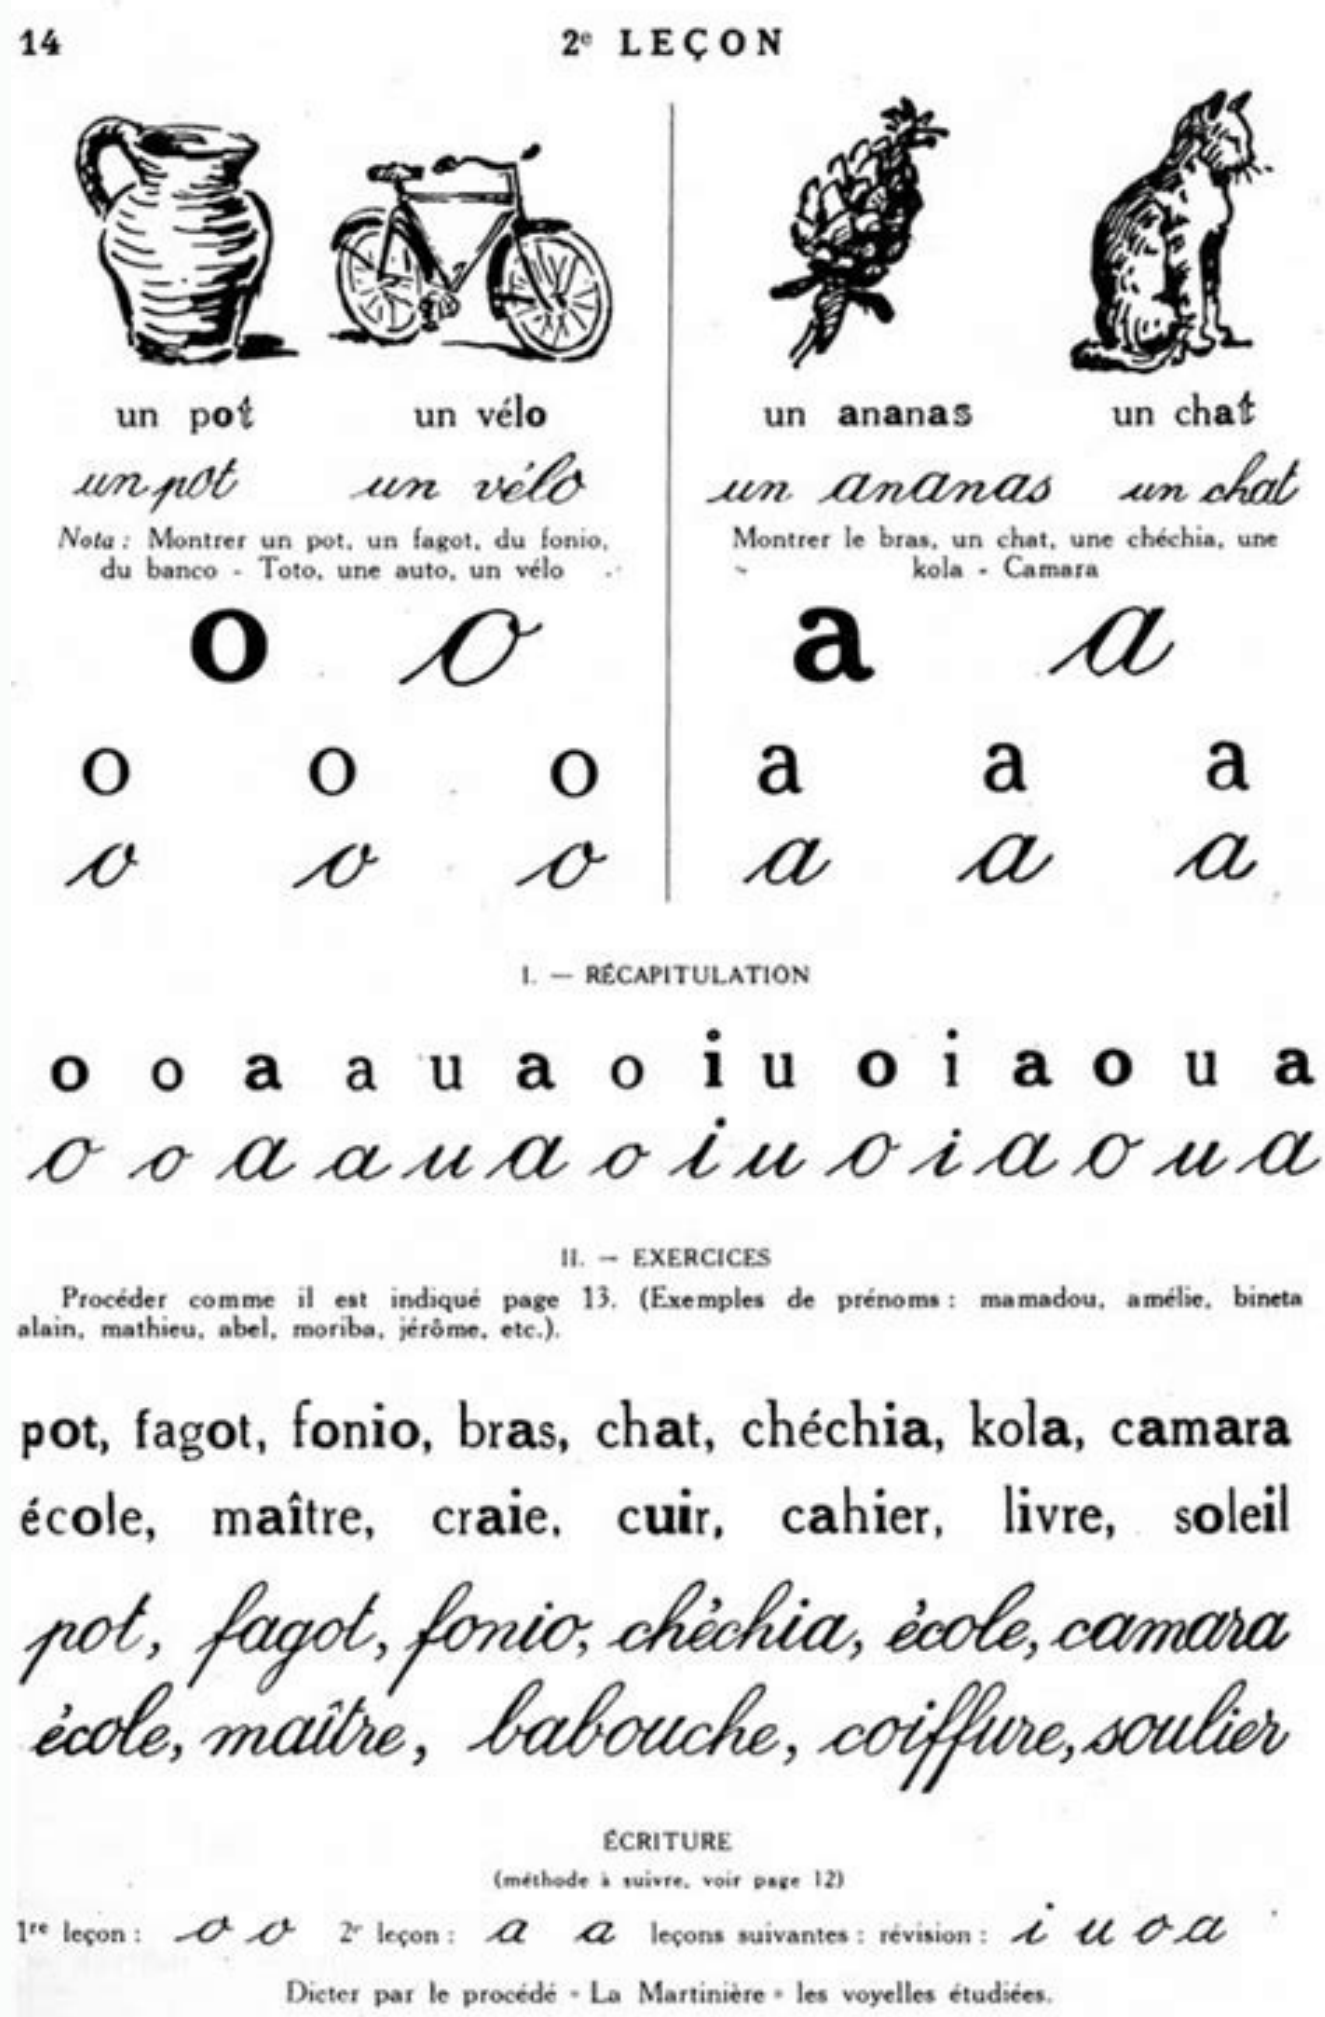 14
2e LEÇON
un pot
un vélo
un pot
un vélo
Nota : Montrer un pot, un fagot, du fonio,
du banco - Toto, une auto, un vélo
o o
o o o
o o o
un ananas
un chat
un ananas
un chat
Montrer le bras, un chat, une chéchia, une
kola - Camara
a a
a a a
a a a
I. — RÉCAPITULATION
o o a a u a o i u o i a o u a
o o a a u a o i u o i a o u a
II. — EXERCICES
Procéder comme il est indiqué page 13. (Exemples de prénoms : mamadou, amélie, bineta
alain, mathieu, abel, moriba, jérôme, etc.).
pot, fagot, fonio, bras, chat, chéchia, kola, camara
école, maître, craie, cuir, cahier, livre, soleil
pot, fagot, fonio, chéchia, école, camara
école, maître, babouche, coiffure, soulier
ÉCRITURE
(méthode à suivre, voir page 12)
1re leçon : o o 2e leçon : a a leçons suivantes : révision : i u o a
Dicter par le procédé « La Martinière » les voyelles étudiées.